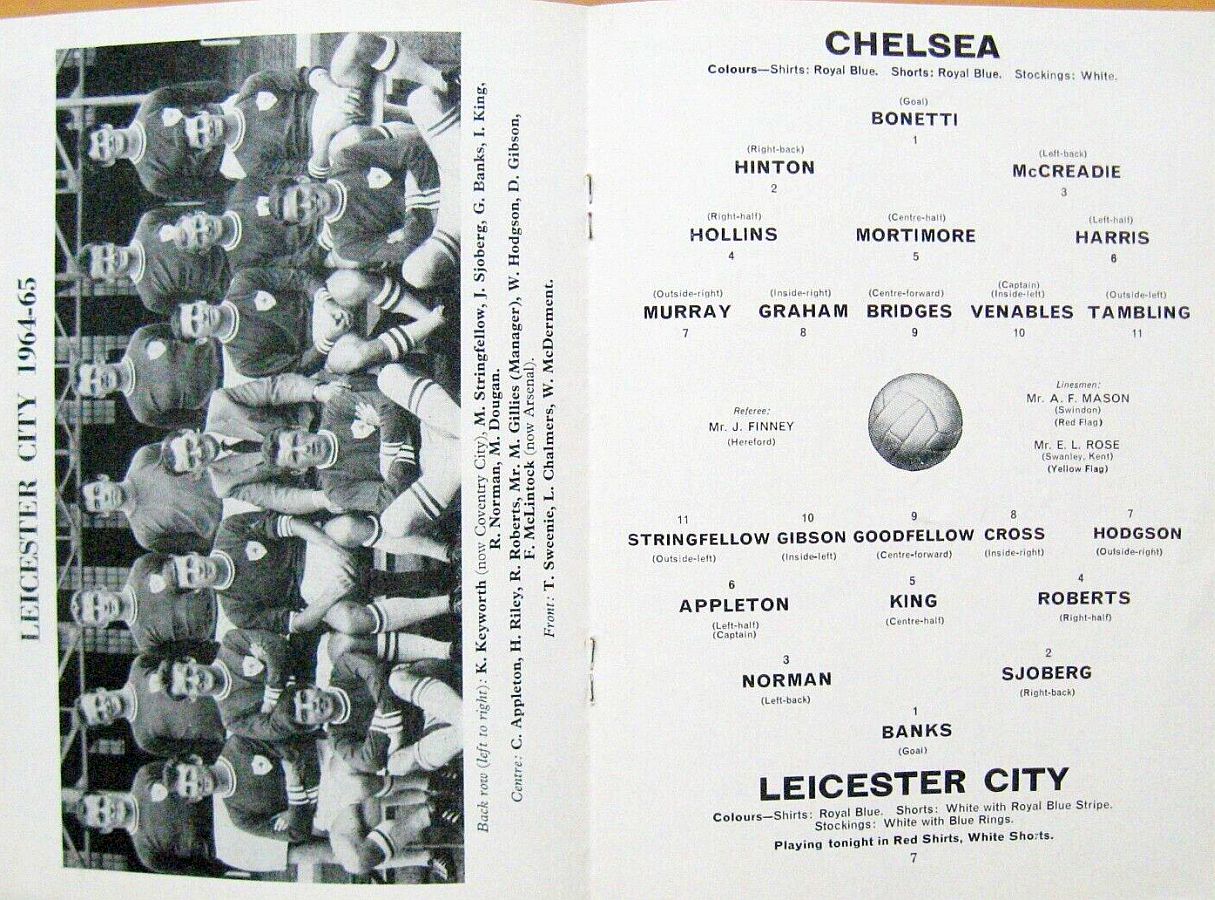 LEICESTER CITY 1964-65
Back row (left to right): K. Keyworth (now Coventry City), M. Stringfellow, J. Sjoberg, G. Banks, I. King,
R. Norman, M. Dougan.
Centre: C. Appleton, H. Riley, R. Roberts, Mr. M. Gillies (Manager), W. Hodgson, D. Gibson,
F. McLintock (now Arsenal).
Front: T. Sweenie, L. Chalmers, W. McDerment.
CHELSEA
Colours—Shirts: Royal Blue. Shorts: Royal Blue. Stockings: White.
(Goal)
BONETTI
1
(Right-back) (Left-back)
HINTON McCREADIE
2 3
(Right-half) (Centre-half) (Left-half)
HOLLINS MORTIMORE HARRIS
4 5 6
(Captain)
(Outside-right) (Inside-right) (Centre-forward) (Inside-left) (Outside-left)
MURRAY GRAHAM BRIDGES VENABLES TAMBLING
7 8 9 10 11
Referee:
Mr. J. FINNEY
(Hereford)
Linesmen:
Mr. A. F. MASON
(Swindon)
(Red Flag)
Mr. E. L. ROSE
(Swanley, Kent)
(Yellow Flag)
11 10 9 8 7
STRINGFELLOW GIBSON GOODFELLOW CROSS HODGSON
(Outside-left) (Inside-left) (Centre-forward) (Inside-right) (Outside-right)
6 5 4
APPLETON KING ROBERTS
(Left-half) (Centre-half) (Right-half)
(Captain)
3 2
NORMAN SJOBERG
(Left-back) (Right-back)
1
BANKS
(Goal)
LEICESTER CITY
Colours—Shirts: Royal Blue. Shorts: White with Royal Blue Stripe.
Stockings: White with Blue Rings.
Playing tonight in Red Shirts, White Shorts.
7